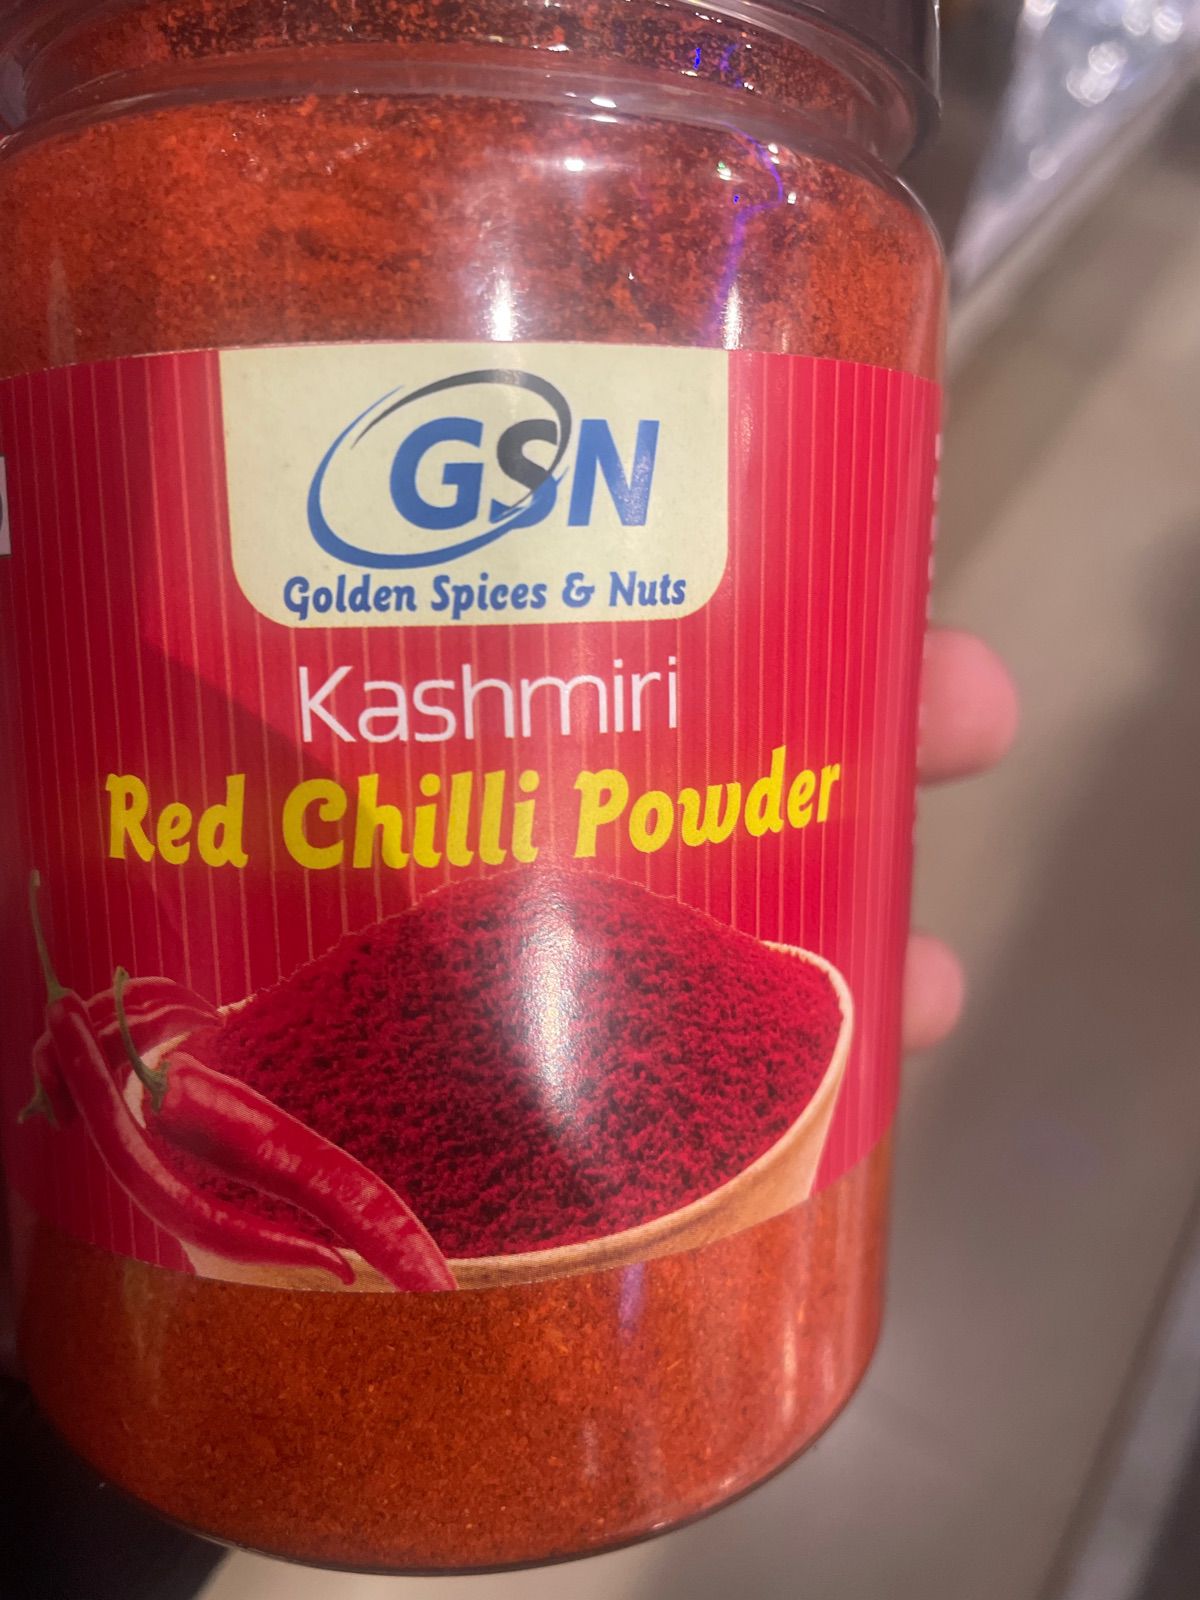 GSN
Golden Spices & Nuts
Kashmiri
Red Chilli Powder